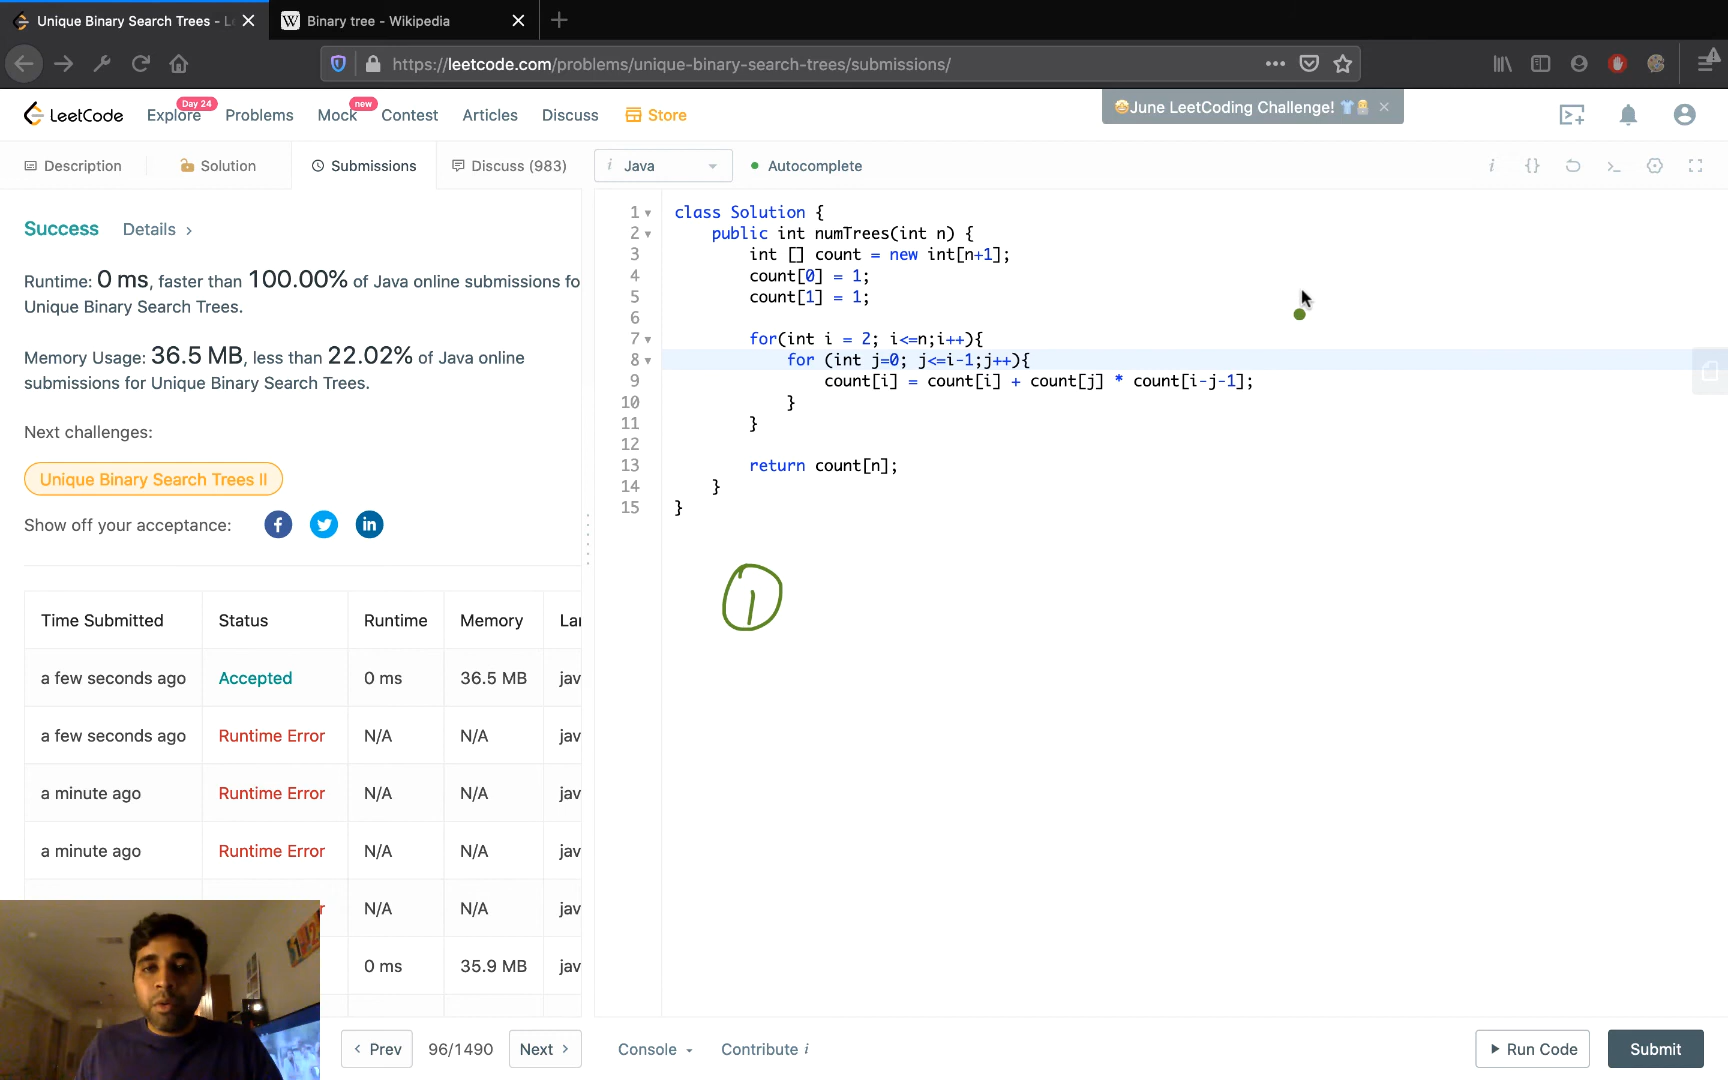 Unique Binary Search Trees - L
Binary tree - Wikipedia
https://leetcode.com/problems/unique-binary-search-trees/submissions/
LeetCode
Explore
Day 24
Problems
Mock
new
Contest
Articles
Discuss
Store
June LeetCoding Challenge!
Description
Solution
Submissions
Discuss (983)
i Java
Autocomplete
Success
Details >
Runtime: 0 ms, faster than 100.00% of Java online submissions fo
Unique Binary Search Trees.
Memory Usage: 36.5 MB, less than 22.02% of Java online
submissions for Unique Binary Search Trees.
Next challenges:
Unique Binary Search Trees II
Show off your acceptance:
Time Submitted Status Runtime Memory Lan
a few seconds ago Accepted 0 ms 36.5 MB jav
a few seconds ago Runtime Error N/A N/A jav
a minute ago Runtime Error N/A N/A jav
a minute ago Runtime Error N/A N/A jav
r N/A N/A jav
0 ms 35.9 MB jav
1 class Solution {
2 public int numTrees(int n) {
3 int [] count = new int[n+1];
4 count[0] = 1;
5 count[1] = 1;
6
7 for(int i = 2; i<=n;i++){
8 for (int j=0; j<=i-1;j++){
9 count[i] = count[i] + count[j] * count[i-j-1];
10 }
11 }
12
13 return count[n];
14 }
15 }
1
< Prev
96/1490
Next >
Console
Contribute i
Run Code
Submit